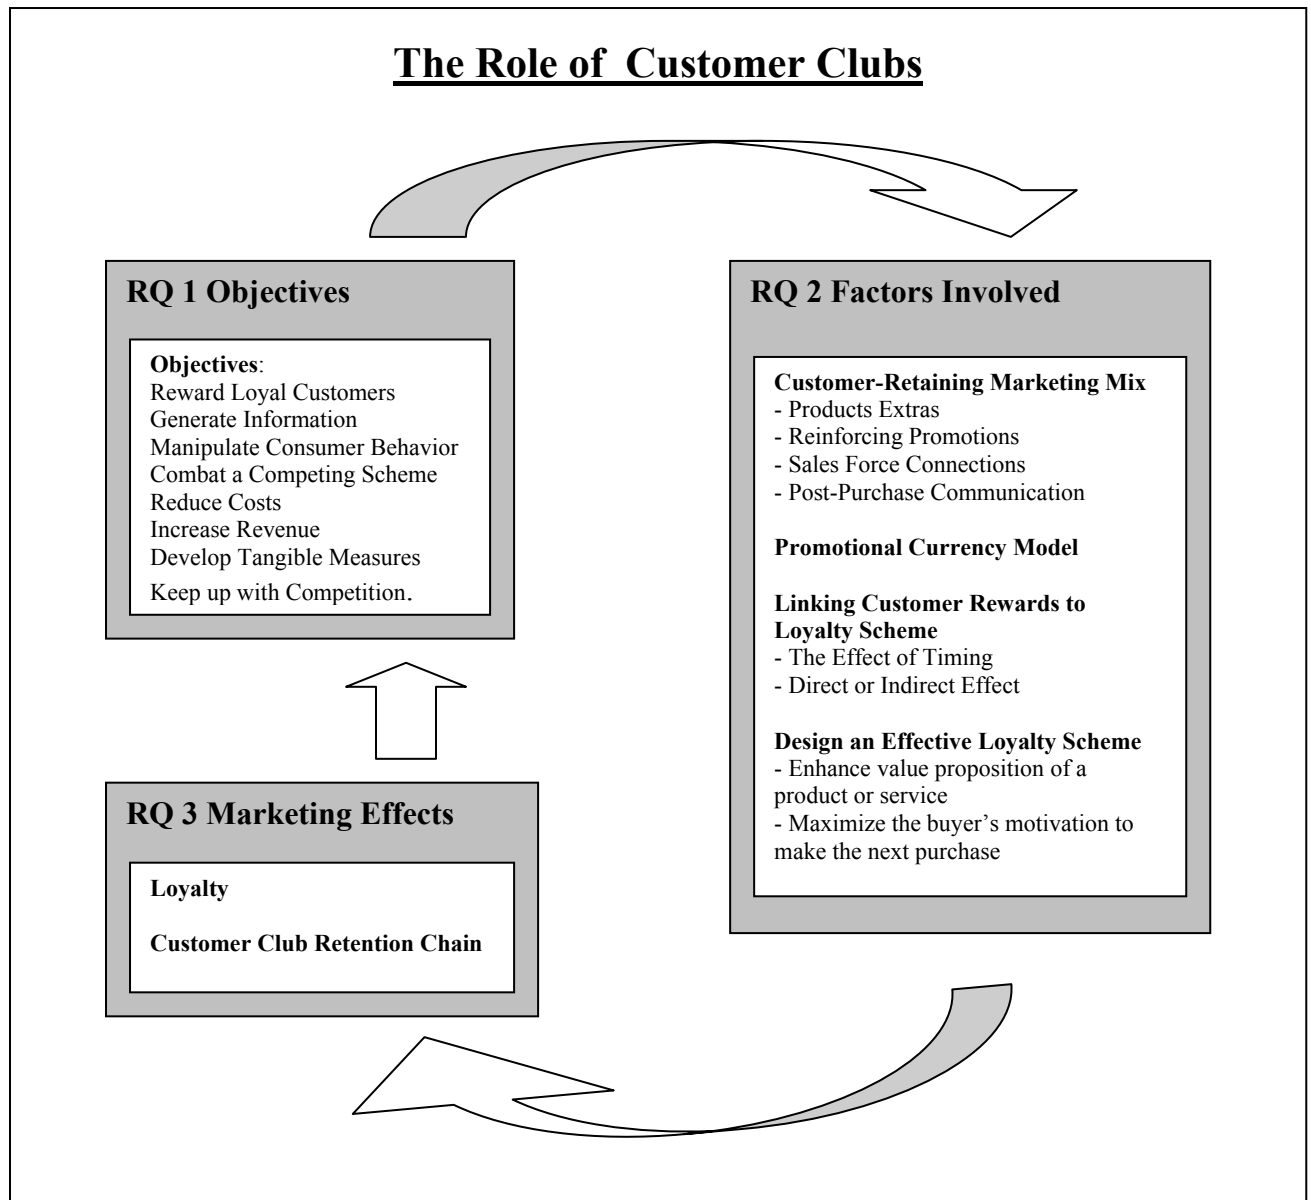 The Role of Customer Clubs
RQ 1 Objectives
Objectives:
Reward Loyal Customers
Generate Information
Manipulate Consumer Behavior
Combat a Competing Scheme
Reduce Costs
Increase Revenue
Develop Tangible Measures
Keep up with Competition.
RQ 2 Factors Involved
Customer-Retaining Marketing Mix
- Products Extras
- Reinforcing Promotions
- Sales Force Connections
- Post-Purchase Communication
Promotional Currency Model
Linking Customer Rewards to
Loyalty Scheme
- The Effect of Timing
- Direct or Indirect Effect
Design an Effective Loyalty Scheme
- Enhance value proposition of a
product or service
- Maximize the buyer’s motivation to
make the next purchase
RQ 3 Marketing Effects
Loyalty
Customer Club Retention Chain